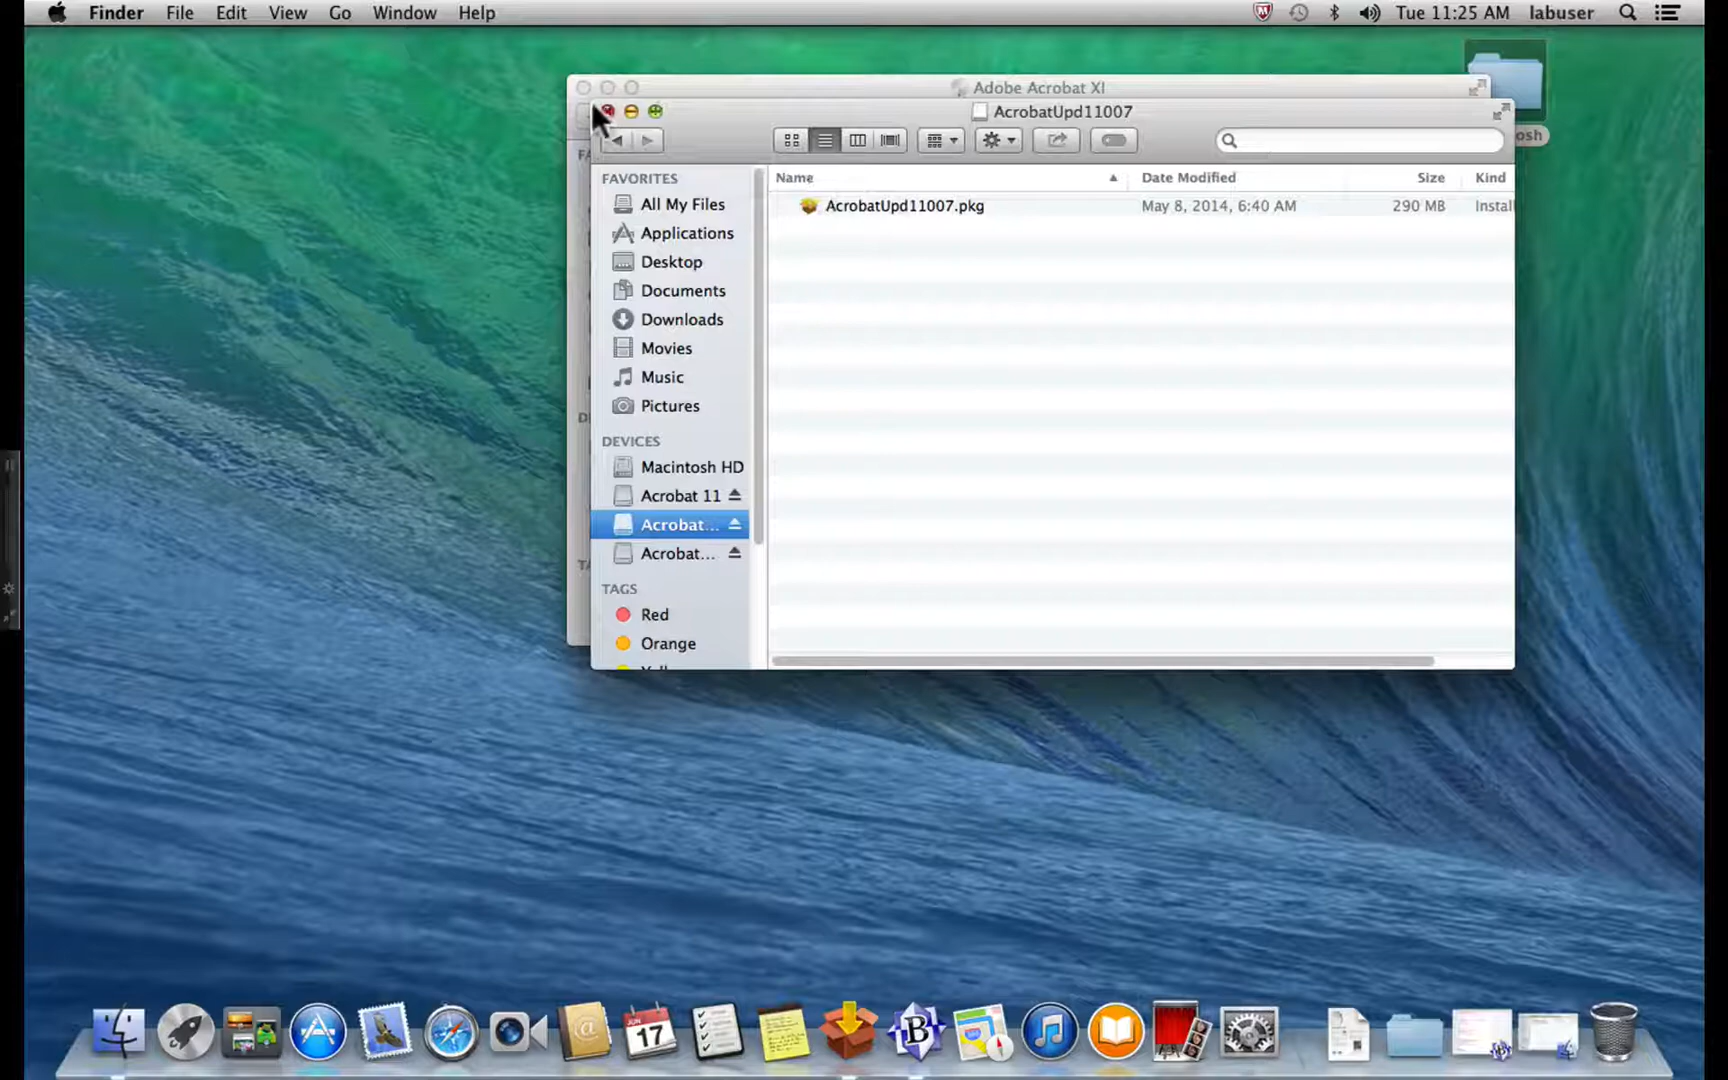 Finder File Edit View Go Window Help Tue 11:25 AM labuser
Adobe Acrobat XI
AcrobatUpd11007
osh
FAVORITES
Name Date Modified Size Kind
All My Files
AcrobatUpd11007.pkg May 8, 2014, 6:40 AM 290 MB Instal
Applications
Desktop
Documents
Downloads
Movies
Music
Pictures
DEVICES
Macintosh HD
Acrobat 11
Acrobat...
Acrobat...
TAGS
Red
Orange
JUN
17